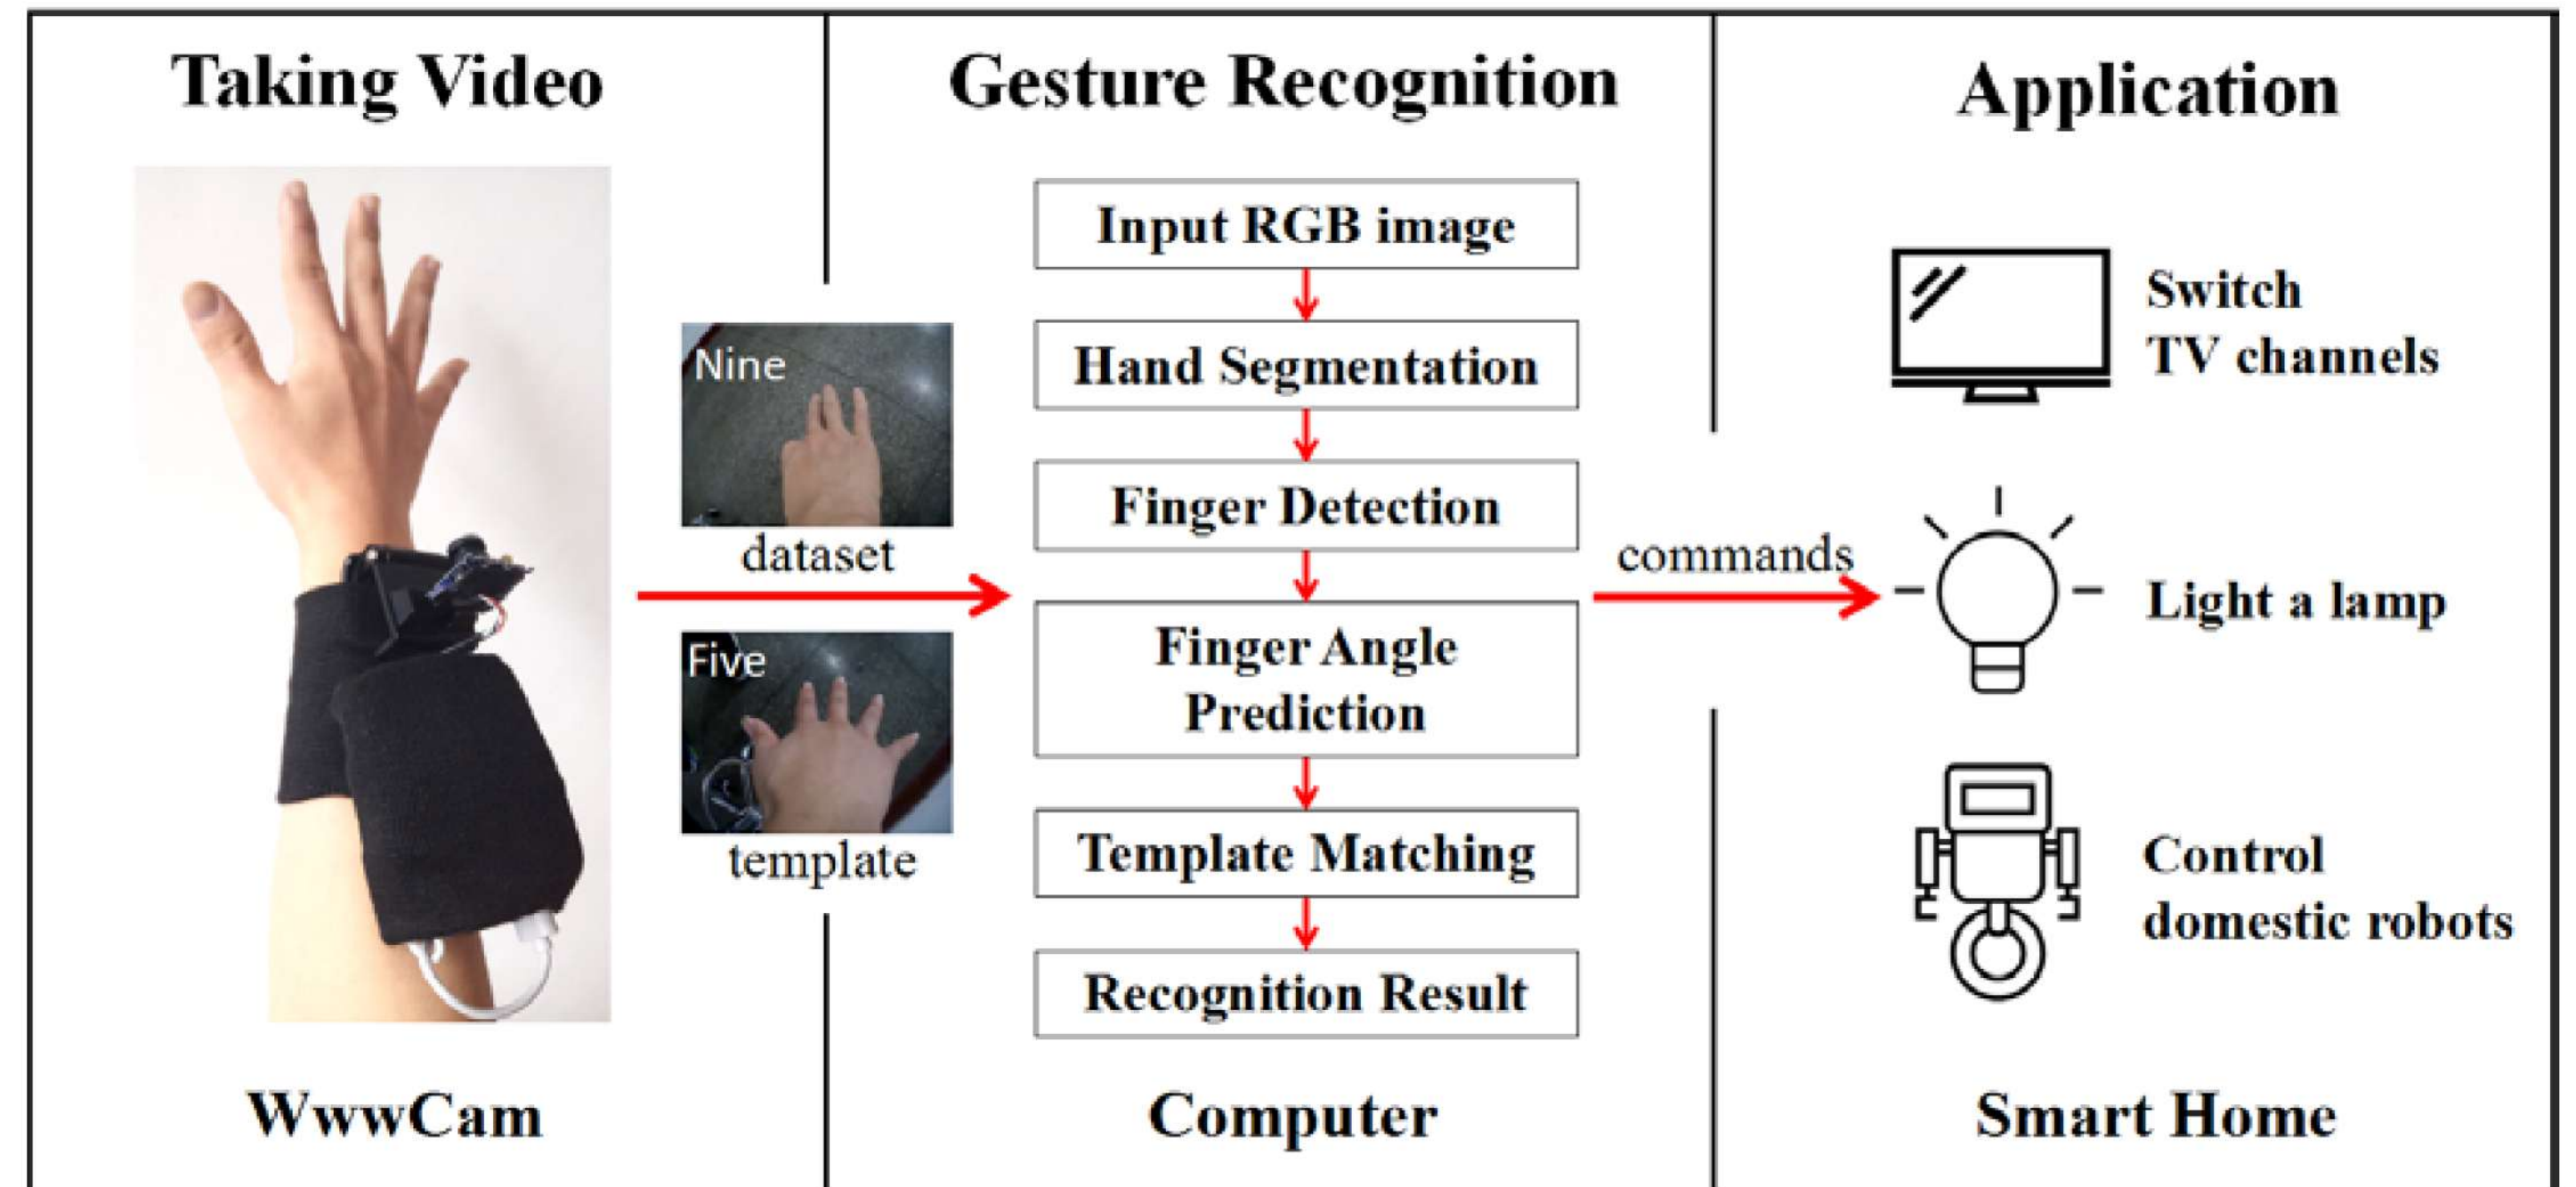 Taking Video
Nine
dataset
Five
template
WwwCam
Gesture Recognition
Input RGB image
Hand Segmentation
Finger Detection
Finger Angle
Prediction
Template Matching
Recognition Result
Computer
commands
Application
Switch
TV channels
Light a lamp
Control
domestic robots
Smart Home